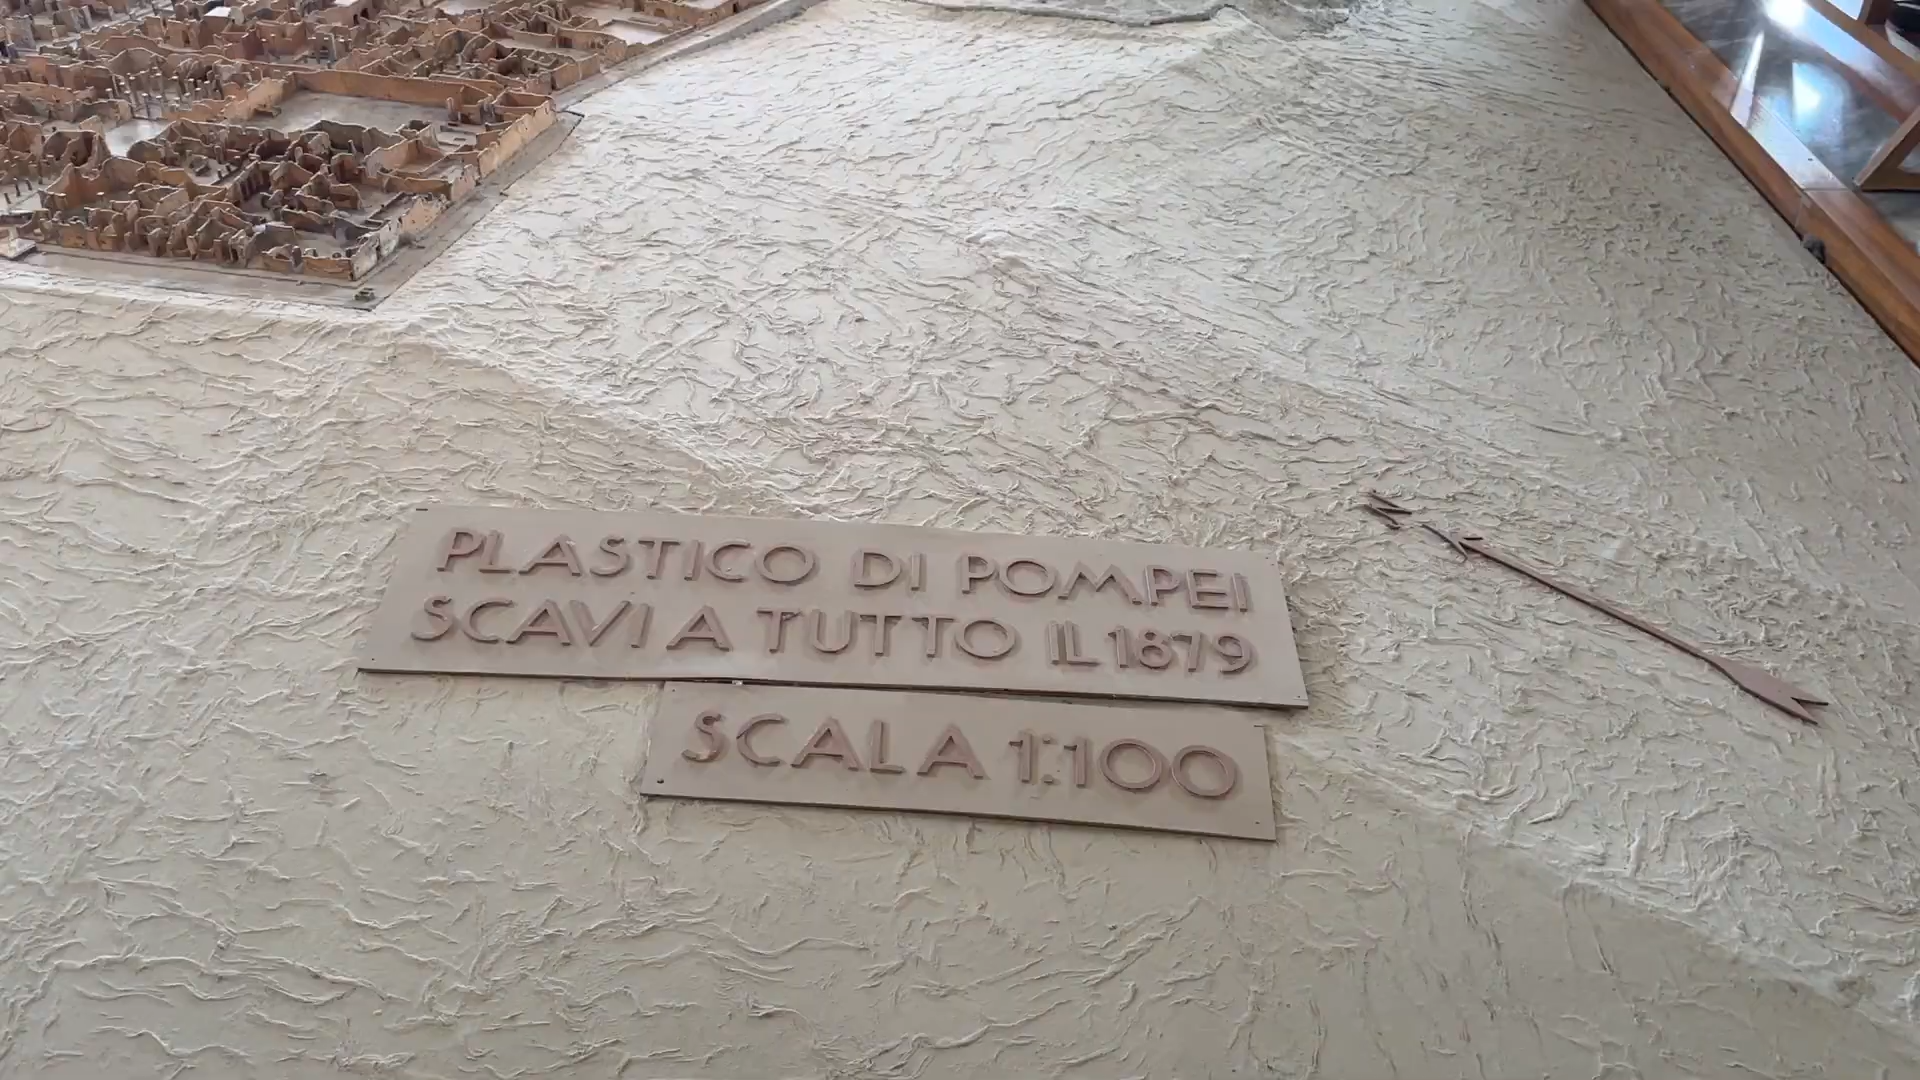 PLASTICO DI POMPEI
SCAVI A TUTTO IL 1879
SCALA 1:100
N